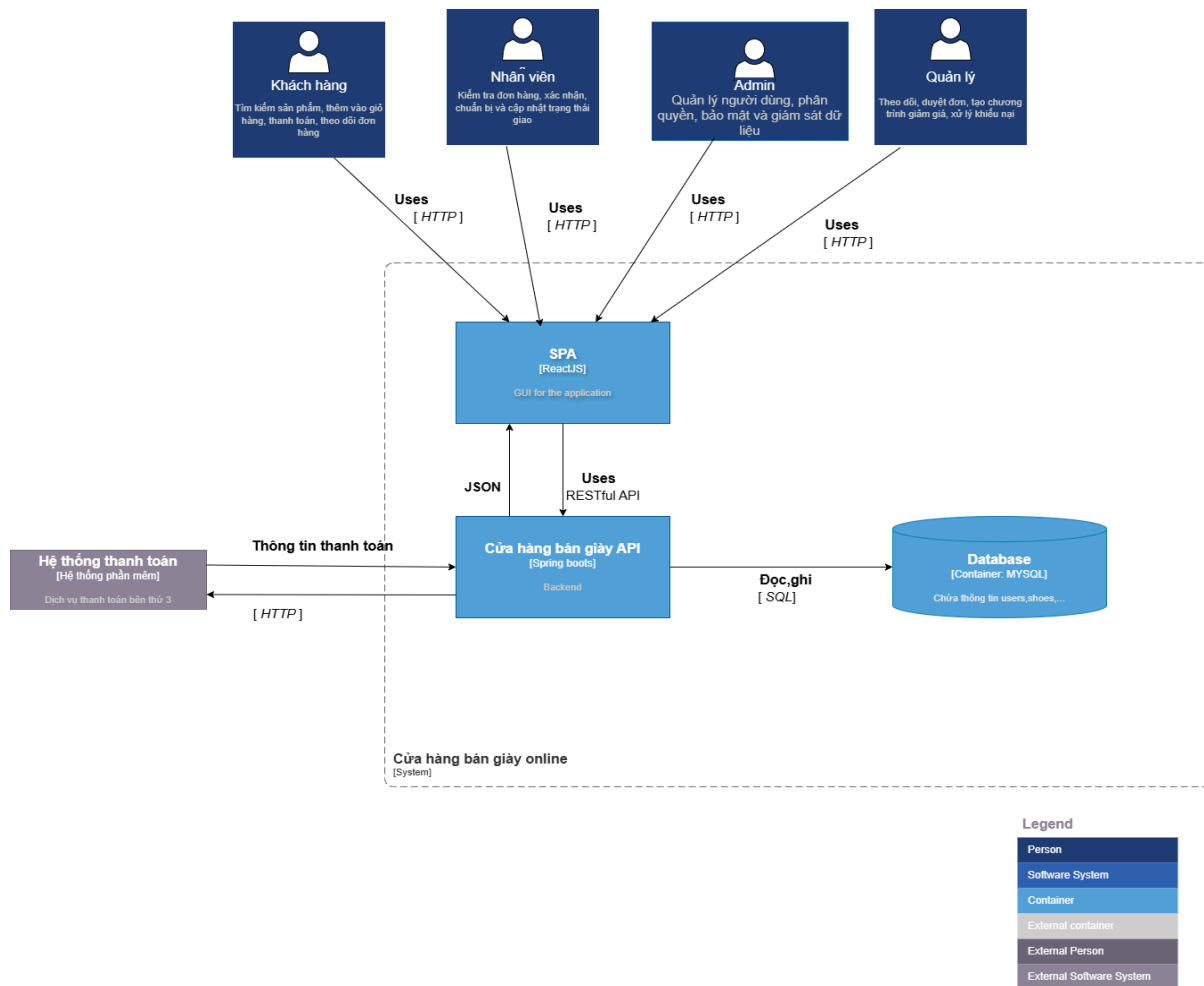 Khách hàng
Tìm kiếm sản phẩm, thêm vào giỏ
hàng, thanh toán, theo dõi đơn
hàng
Nhân viên
Kiểm tra đơn hàng, xác nhận,
chuẩn bị và cập nhật trạng thái
giao
Admin
Quản lý người dùng, phân
quyền, bảo mật và giám sát dữ
liệu
Quản lý
Theo dõi, duyệt đơn, tạo chương
trình giảm giá, xử lý khiếu nại
Uses
[ HTTP ]
Uses
[ HTTP ]
Uses
[ HTTP ]
Uses
[ HTTP ]
SPA
[ReactJS]
GUI for the application
JSON
Uses
RESTful API
Hệ thống thanh toán
[Hệ thống phần mêm]
Dịch vụ thanh toán bên thứ 3
Thông tin thanh toán
[ HTTP ]
Cửa hàng bán giày API
[Spring boots]
Backend
Đọc,ghi
[ SQL]
Database
[Container: MYSQL]
Chứa thông tin users,shoes,...
Cửa hàng bán giày online
[System]
Legend
Person
Software System
Container
External container
External Person
External Software System